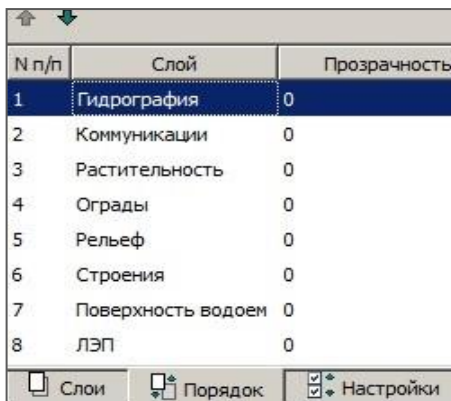 N п/п Слой Прозрачность
1 Гидрография 0
2 Коммуникации 0
3 Растительность 0
4 Ограды 0
5 Рельеф 0
6 Строения 0
7 Поверхность водоем 0
8 ЛЭП 0
Слои Порядок Настройки